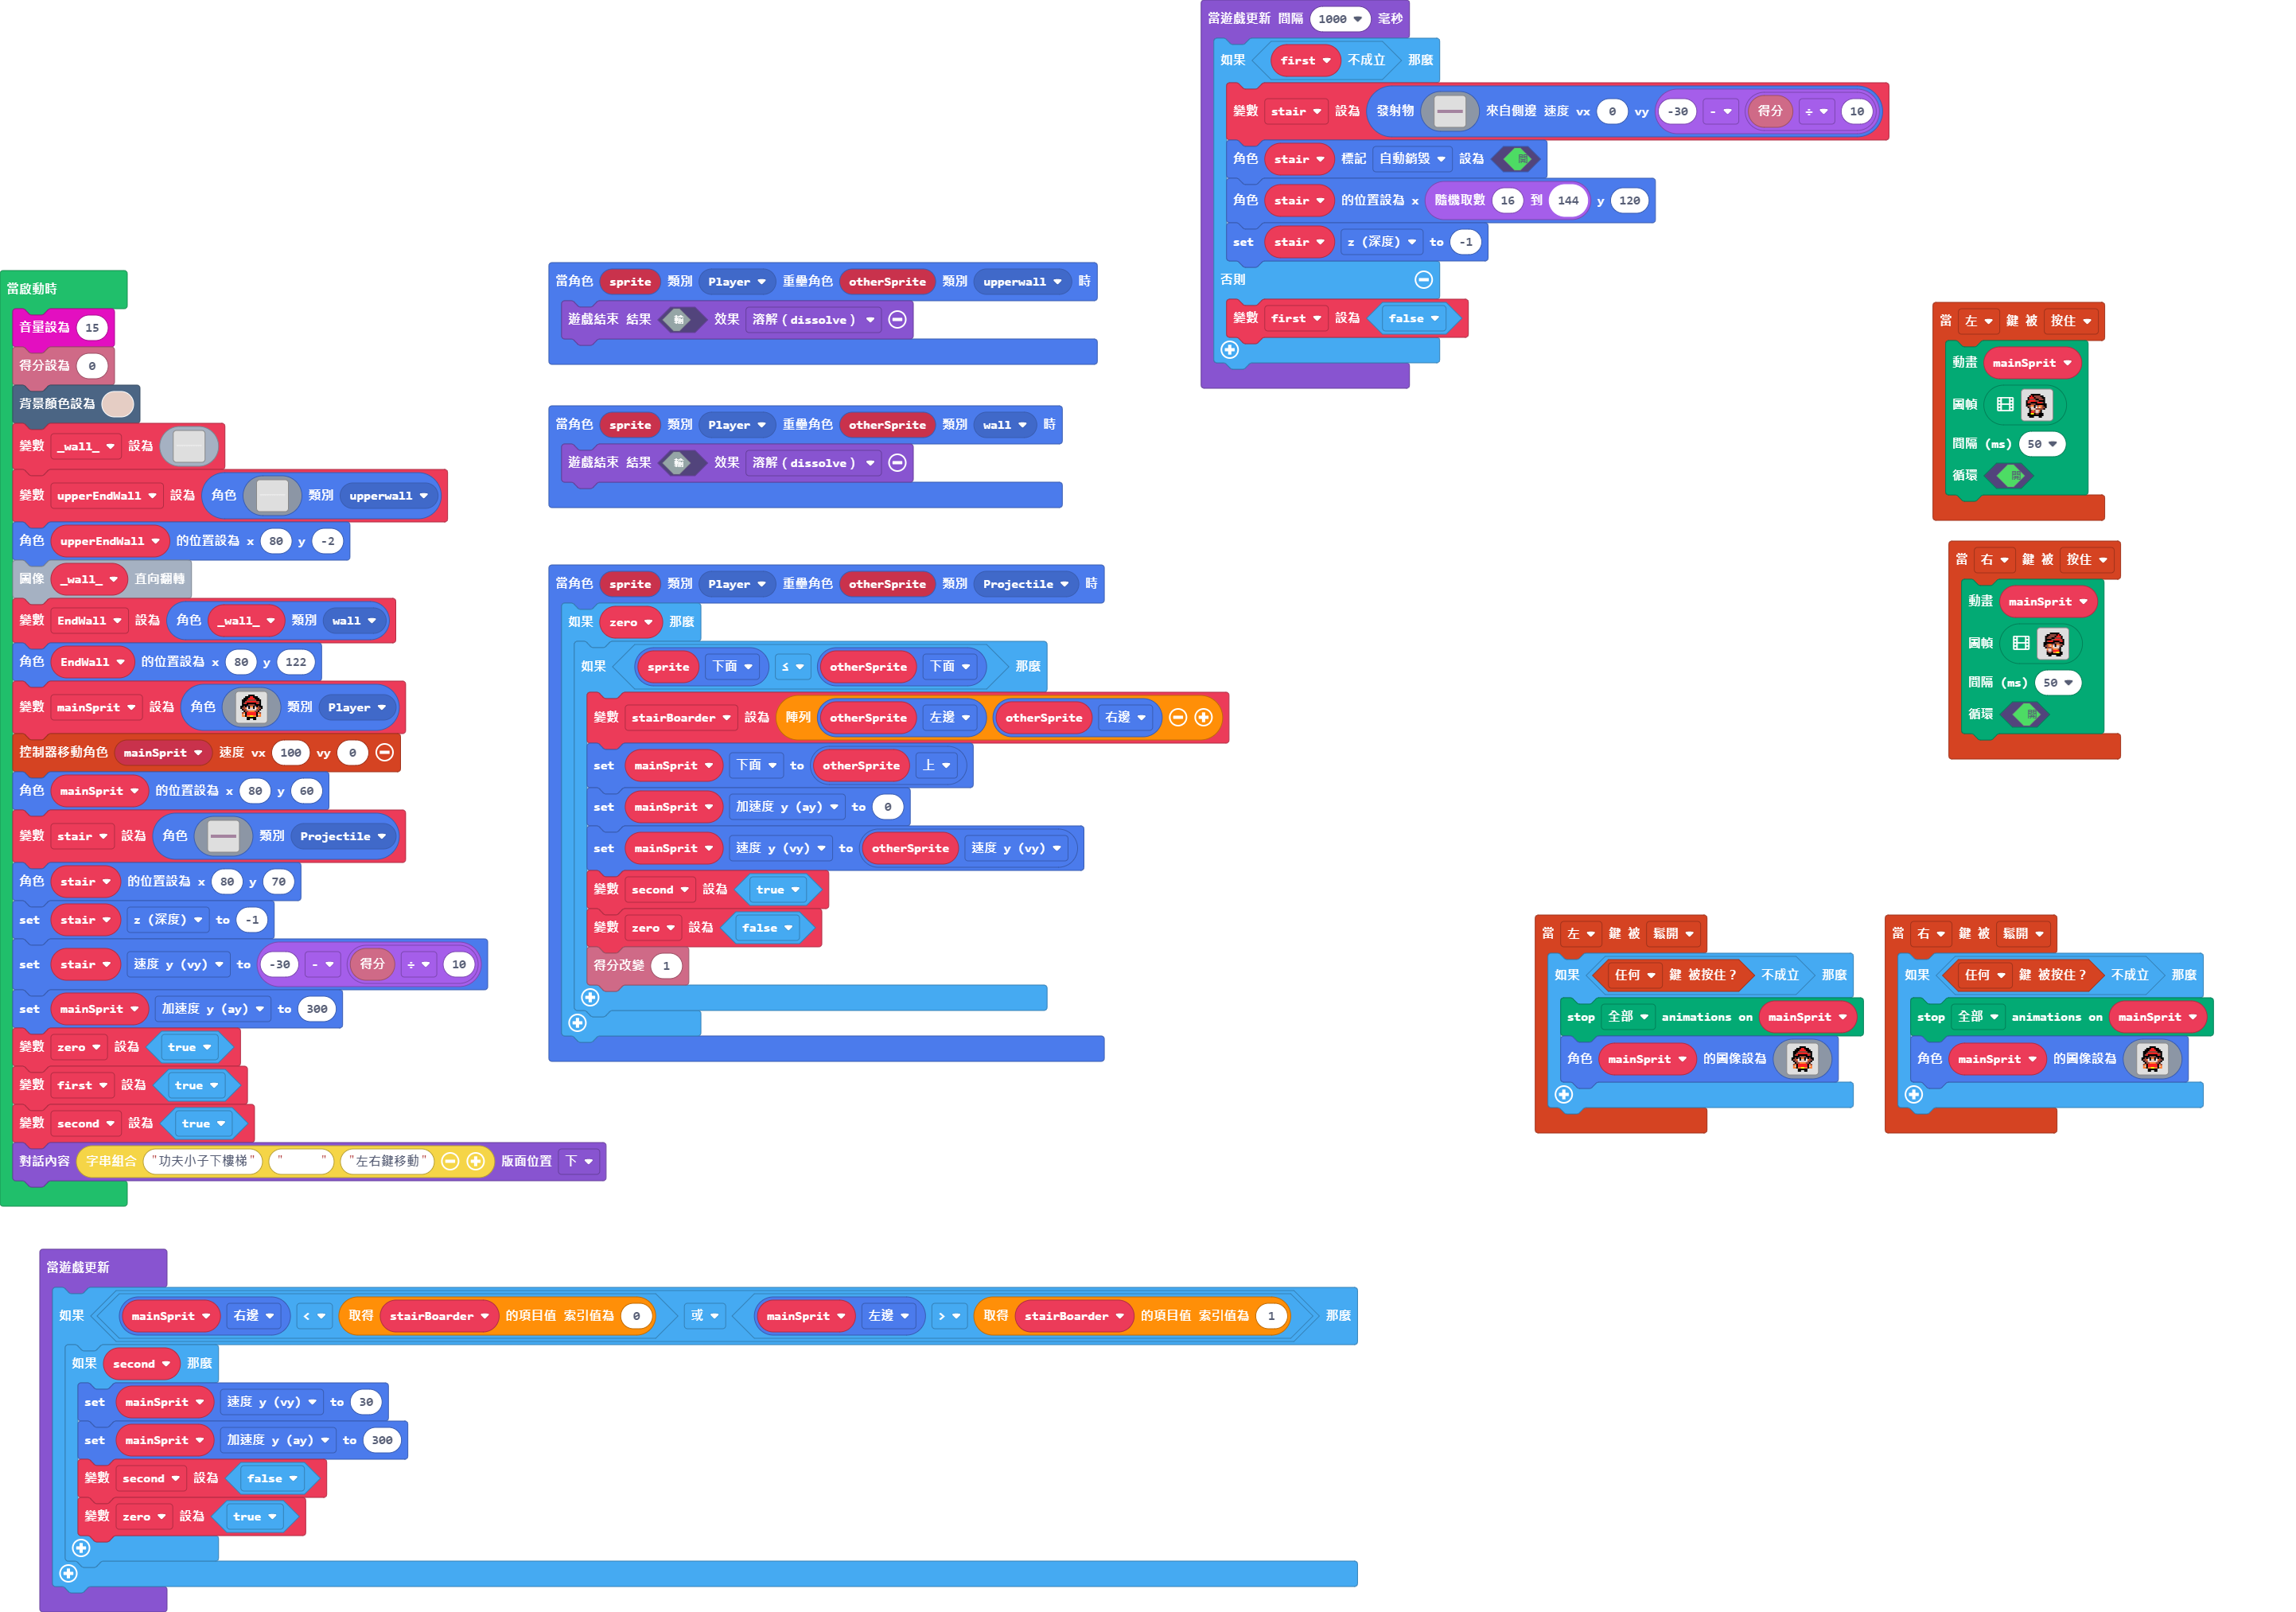 當啟動時
音量設為 15
得分設為 0
背景顏色設為
變數 _wall_ 設為
變數 upperEndWall 設為 角色 類別 upperwall
角色 upperEndWall 的位置設為 x 80 y -2
圖像 _wall_ 直向翻轉
變數 EndWall 設為 角色 _wall_ 類別 wall
角色 EndWall 的位置設為 x 80 y 122
變數 mainSprit 設為 角色 類別 Player
控制器移動角色 mainSprit 速度 vx 100 vy 0
角色 mainSprit 的位置設為 x 80 y 60
變數 stair 設為 角色 類別 Projectile
角色 stair 的位置設為 x 80 y 70
set stair z (深度) to -1
set stair 速度 y (vy) to -30 - 得分 ÷ 10
set mainSprit 加速度 y (ay) to 300
變數 zero 設為 true
變數 first 設為 true
變數 second 設為 true
對話內容 字串組合 "功夫小子下樓梯" " " "左右鍵移動" 版面位置 下
當角色 sprite 類別 Player 重疊角色 otherSprite 類別 upperwall 時
遊戲結束 結果 輸 效果 溶解 (dissolve)
當角色 sprite 類別 Player 重疊角色 otherSprite 類別 wall 時
遊戲結束 結果 輸 效果 溶解 (dissolve)
當角色 sprite 類別 Player 重疊角色 otherSprite 類別 Projectile 時
如果 zero 那麼
如果 sprite 下面 ≤ otherSprite 下面 那麼
變數 stairBoarder 設為 陣列 otherSprite 左邊 otherSprite 右邊
set mainSprit 下面 to otherSprite 上
set mainSprit 加速度 y (ay) to 0
set mainSprit 速度 y (vy) to otherSprite 速度 y (vy)
變數 second 設為 true
變數 zero 設為 false
得分改變 1
當遊戲更新 間隔 1000 毫秒
如果 first 不成立 那麼
變數 stair 設為 發射物 來自側邊 速度 vx 0 vy -30 - 得分 ÷ 10
角色 stair 標記 自動銷毀 設為 開
角色 stair 的位置設為 x 隨機取數 16 到 144 y 120
set stair z (深度) to -1
否則
變數 first 設為 false
當 左 鍵 被 按住
動畫 mainSprit
圖幀
間隔 (ms) 50
循環 開
當 右 鍵 被 按住
動畫 mainSprit
圖幀
間隔 (ms) 50
循環 開
當 左 鍵 被 鬆開
如果 任何 鍵 被按住？ 不成立 那麼
stop 全部 animations on mainSprit
角色 mainSprit 的圖像設為
當 右 鍵 被 鬆開
如果 任何 鍵 被按住？ 不成立 那麼
stop 全部 animations on mainSprit
角色 mainSprit 的圖像設為
當遊戲更新
如果 mainSprit 右邊 < 取得 stairBoarder 的項目值 索引值為 0 或 mainSprit 左邊 > 取得 stairBoarder 的項目值 索引值為 1 那麼
如果 second 那麼
set mainSprit 速度 y (vy) to 30
set mainSprit 加速度 y (ay) to 300
變數 second 設為 false
變數 zero 設為 true